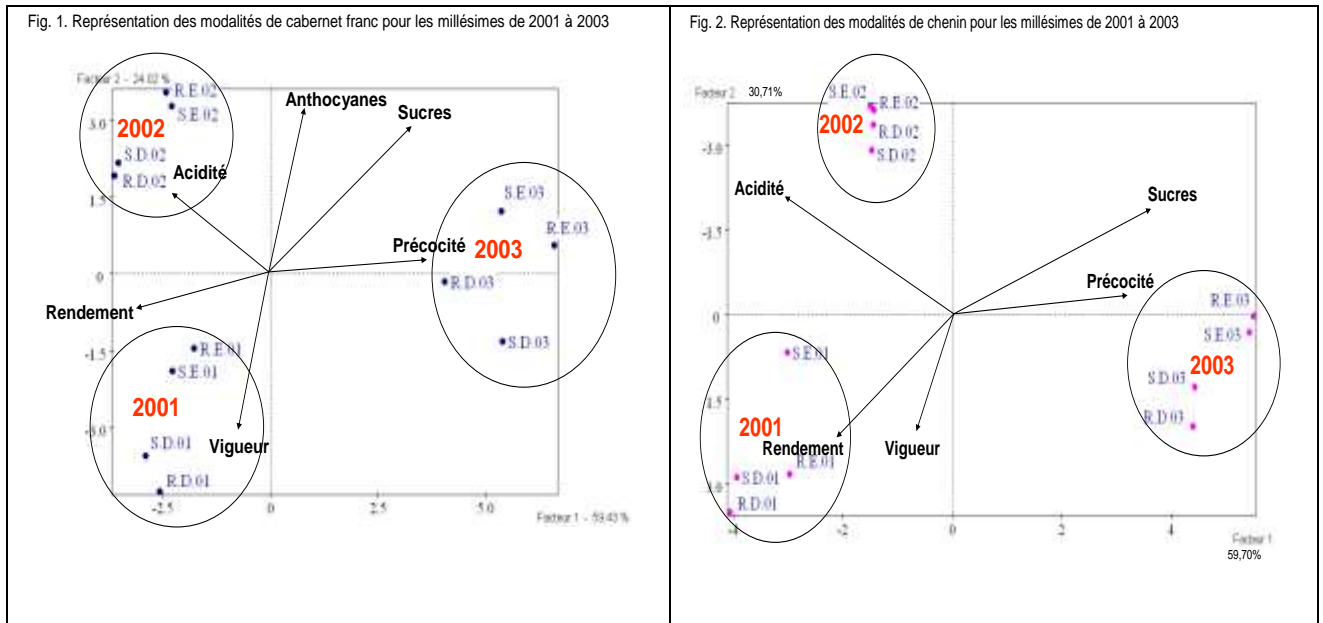 Fig. 1. Représentation des modalités de cabernet franc pour les millésimes de 2001 à 2003
Facteur 2 - 24.02 %
R.E.02
S.E.02
3.0
2002
S.D.02
R.D.02
Acidité
1.5
Anthocyanes
Sucres
S.E.03
R.E.03
Précocité
2003
0
R.D.03
Rendement
-1.5
R.E.01
S.E.01
S.D.03
2001
-3.0
Vigueur
S.D.01
R.D.01
-2.5
0
2.5
5.0
Facteur 1 - 59.43 %
Fig. 2. Représentation des modalités de chenin pour les millésimes de 2001 à 2003
Facteur 2
30,71%
S.E.02
R.E.02
2002
R.D.02
-3.0
S.D.02
Acidité
Sucres
-1.5
Précocité
R.E.03
0
S.E.03
S.E.01
2003
S.D.03
1.5
R.D.03
2001
Rendement
Vigueur
R.E.01
S.D.01
R.D.01
-4
-2
0
2
4
Facteur 1
59,70%